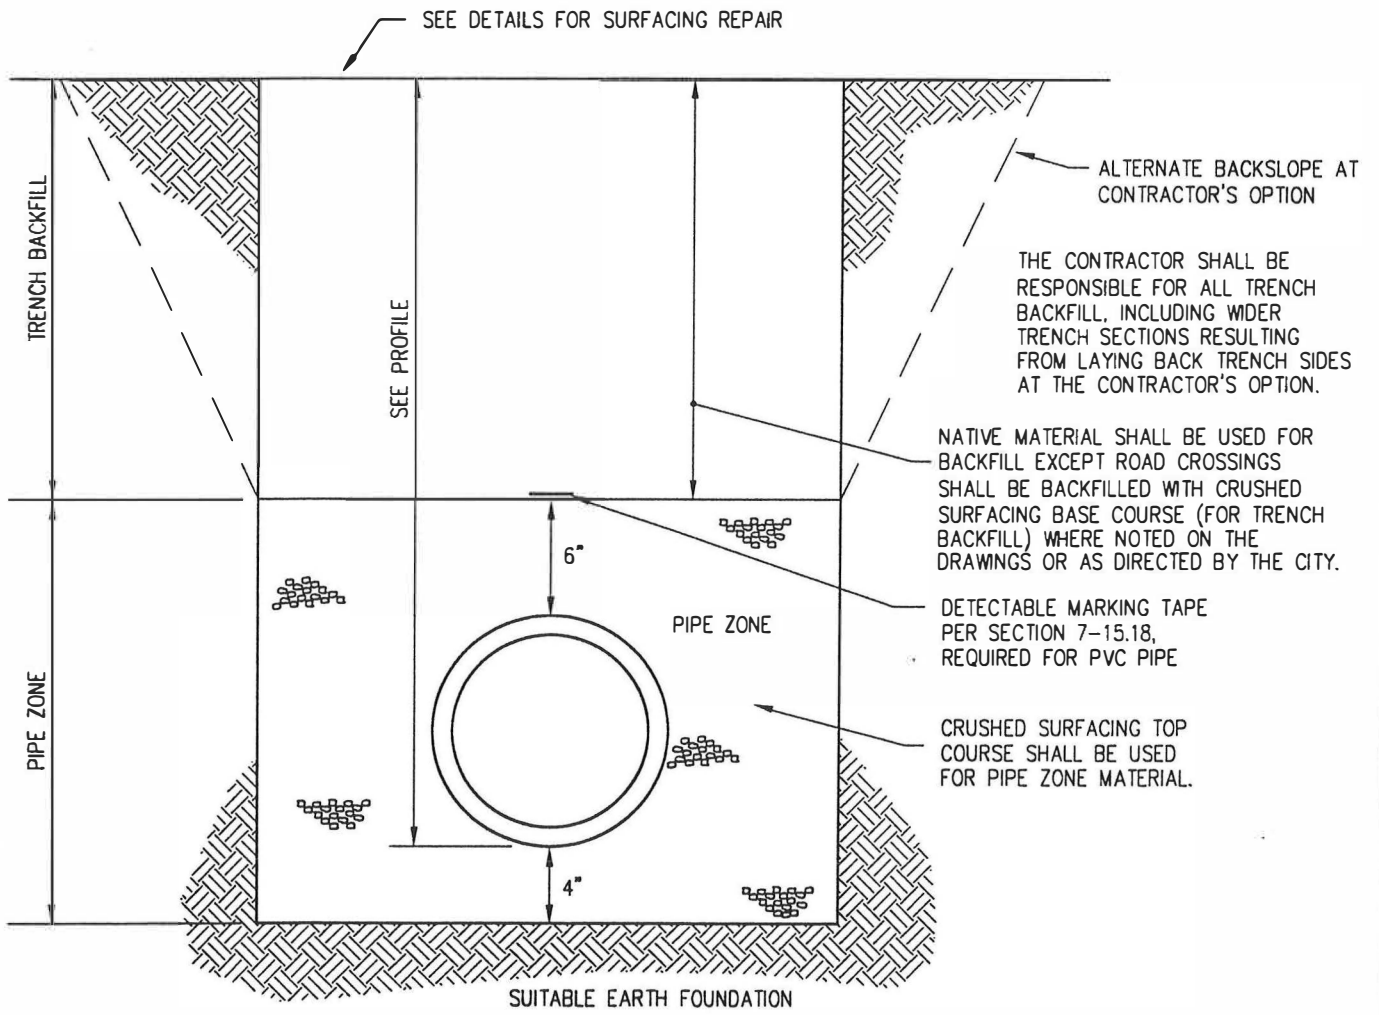 SEE DETAILS FOR SURFACING REPAIR
TRENCH BACKFILL
SEE PROFILE
ALTERNATE BACKSLOPE AT
CONTRACTOR'S OPTION
THE CONTRACTOR SHALL BE
RESPONSIBLE FOR ALL TRENCH
BACKFILL, INCLUDING WIDER
TRENCH SECTIONS RESULTING
FROM LAYING BACK TRENCH SIDES
AT THE CONTRACTOR'S OPTION.
NATIVE MATERIAL SHALL BE USED FOR
BACKFILL EXCEPT ROAD CROSSINGS
SHALL BE BACKFILLED WITH CRUSHED
SURFACING BASE COURSE (FOR TRENCH
BACKFILL) WHERE NOTED ON THE
DRAWINGS OR AS DIRECTED BY THE CITY.
6"
PIPE ZONE
DETECTABLE MARKING TAPE
PER SECTION 7-15.18,
REQUIRED FOR PVC PIPE
PIPE ZONE
CRUSHED SURFACING TOP
COURSE SHALL BE USED
FOR PIPE ZONE MATERIAL.
4"
SUITABLE EARTH FOUNDATION